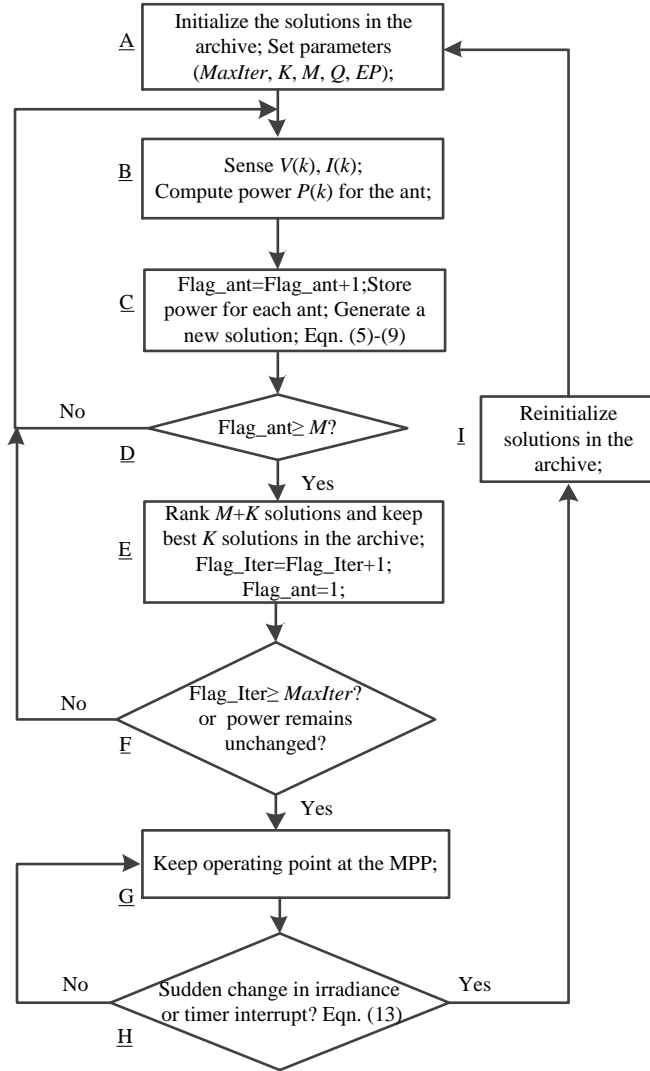 A
Initialize the solutions in the
archive; Set parameters
(MaxIter, K, M, Q, EP);
B
Sense V(k), I(k);
Compute power P(k) for the ant;
C
Flag_ant=Flag_ant+1;Store
power for each ant; Generate a
new solution; Eqn. (5)-(9)
No
Flag_ant≥ M?
D
Yes
I
Reinitialize
solutions in the
archive;
E
Rank M+K solutions and keep
best K solutions in the archive;
Flag_Iter=Flag_Iter+1;
Flag_ant=1;
No
Flag_Iter≥ MaxIter?
or power remains
unchanged?
F
Yes
Keep operating point at the MPP;
G
No
Sudden change in irradiance
or timer interrupt? Eqn. (13)
Yes
H